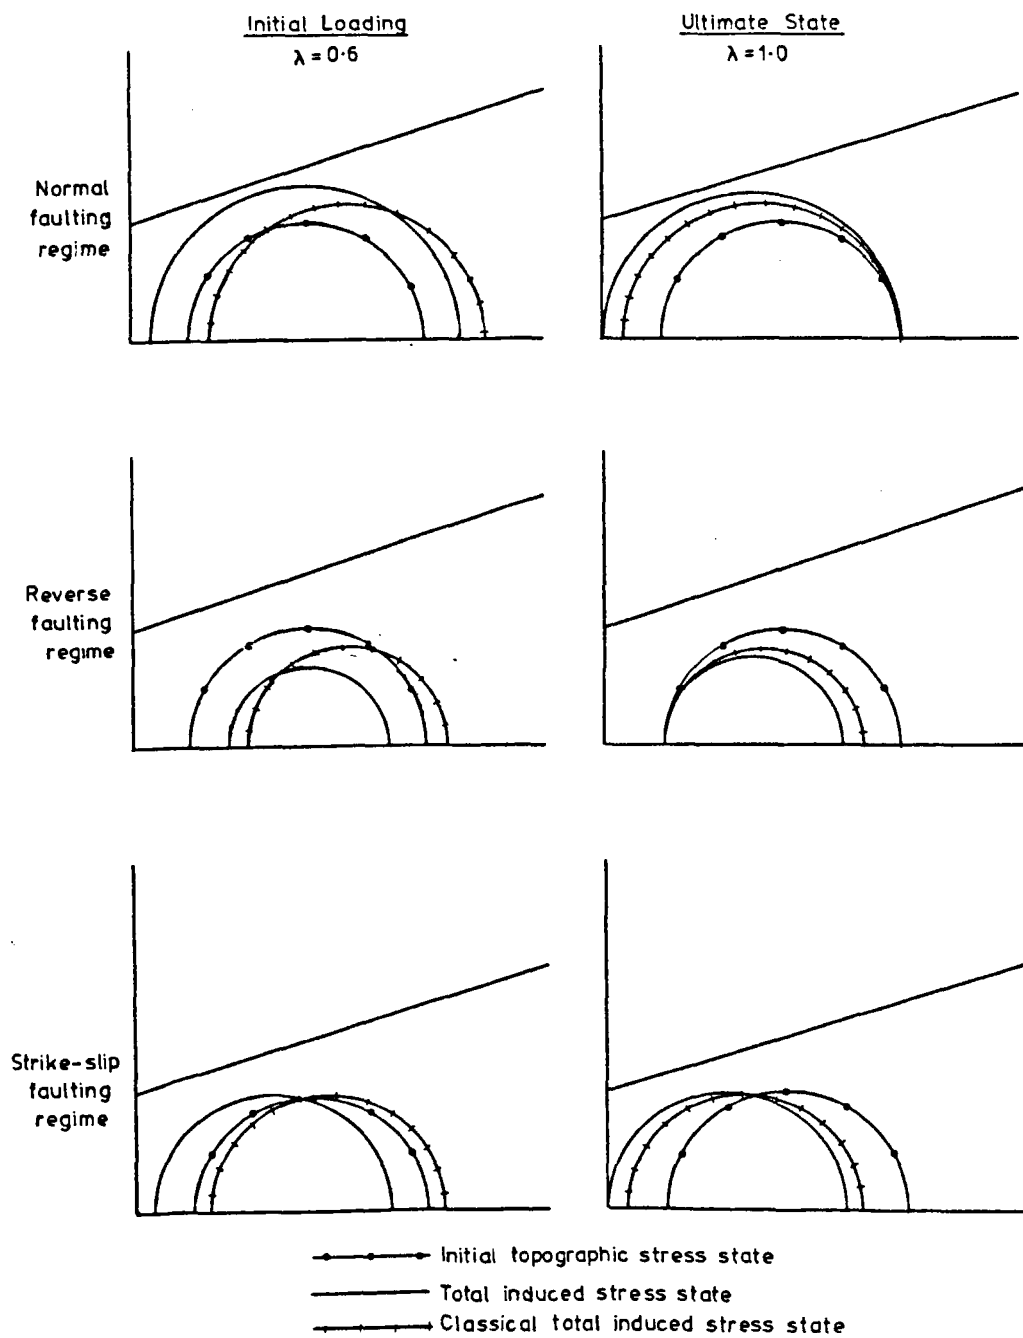 Initial Loading
λ = 0·6
Ultimate State
λ = 1·0
Normal
faulting
regime
Reverse
faulting
regime
Strike-slip
faulting
regime
Initial topographic stress state
Total induced stress state
Classical total induced stress state